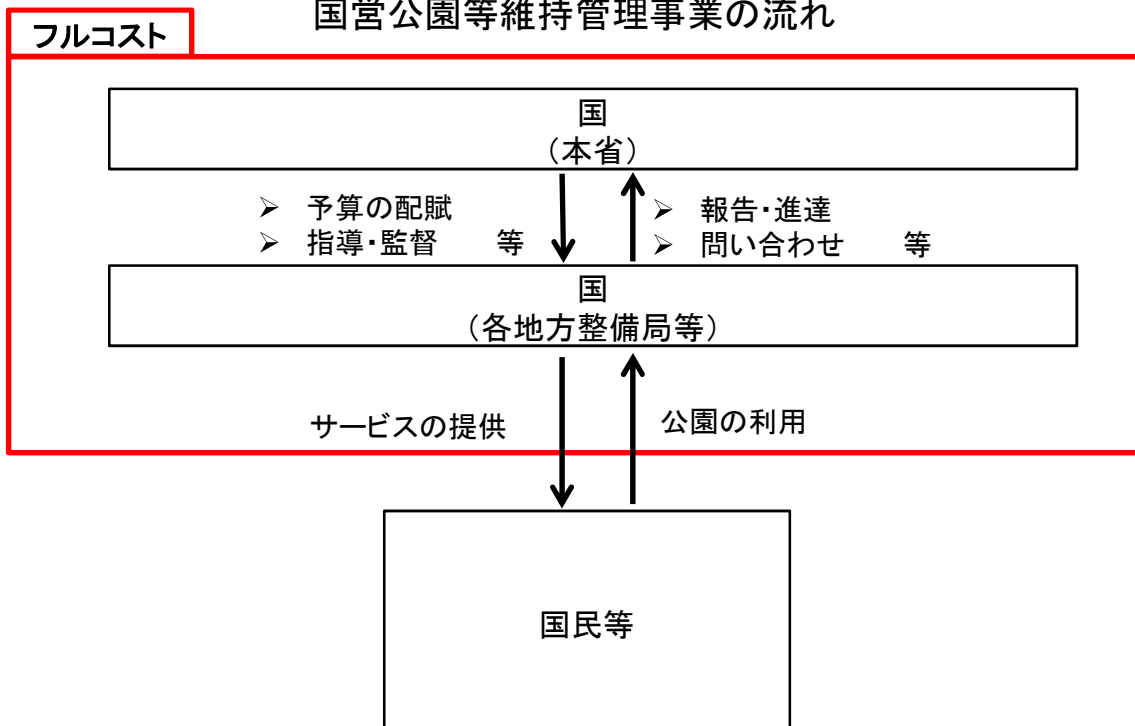 国営公園等維持管理事業の流れ
フルコスト
国
（本省）
➢ 予算の配賦
➢ 指導・監督　　等
➢ 報告・進達
➢ 問い合わせ　　等
国
（各地方整備局等）
サービスの提供
公園の利用
国民等